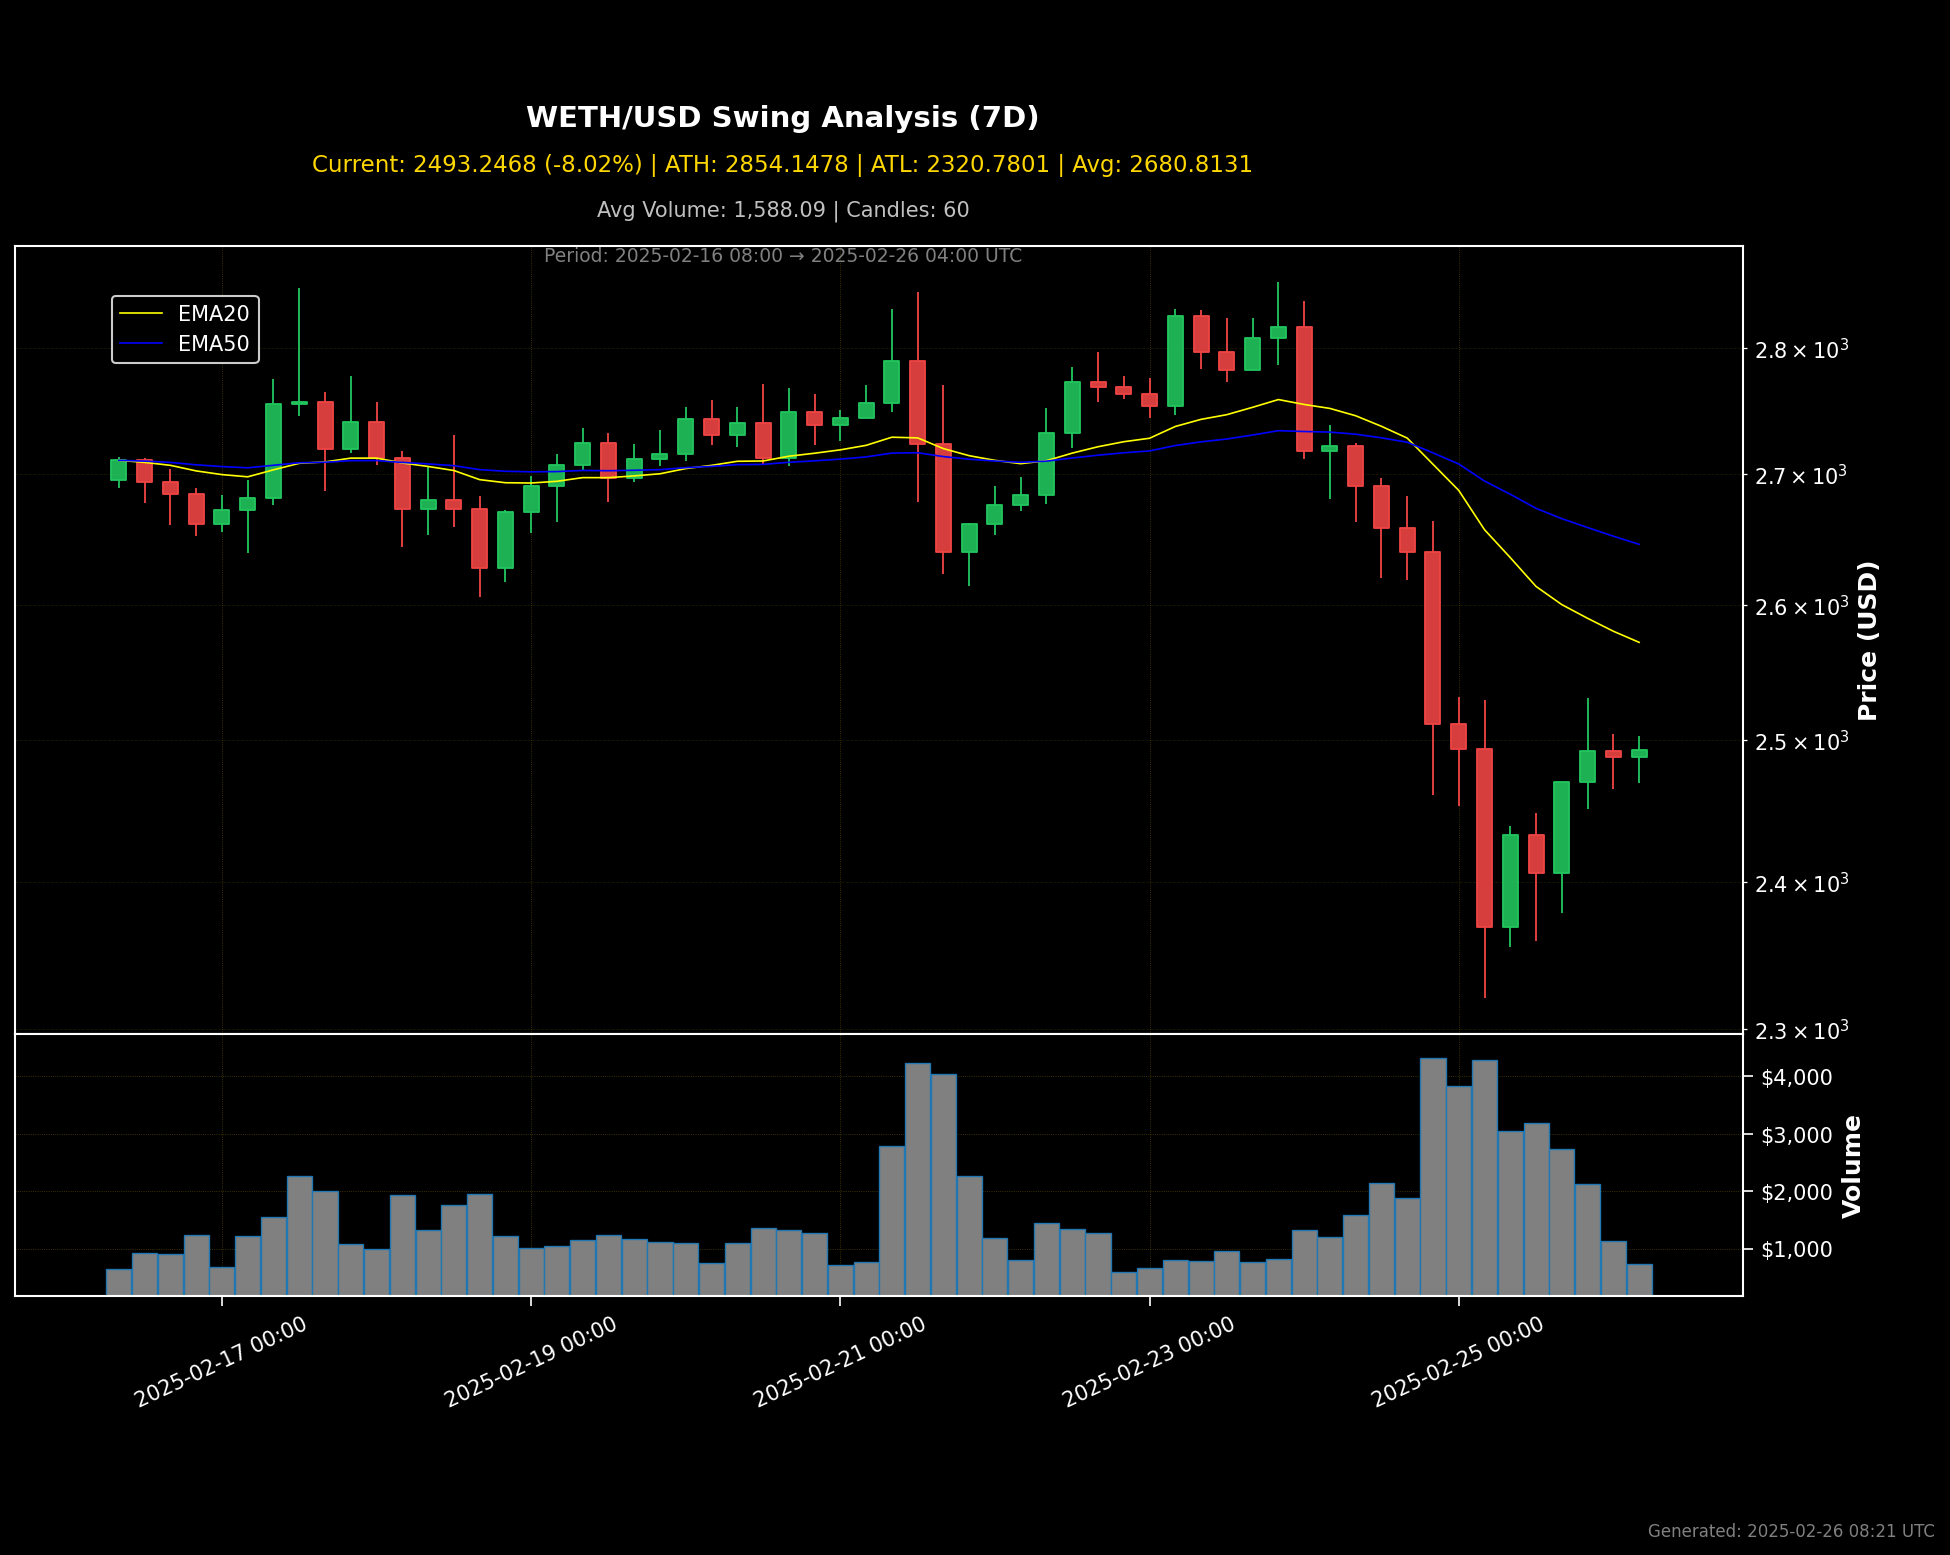 WETH/USD Swing Analysis (7D)
Current: 2493.2468 (-8.02%) | ATH: 2854.1478 | ATL: 2320.7801 | Avg: 2680.8131
Avg Volume: 1,588.09 | Candles: 60
Period: 2025-02-16 08:00 → 2025-02-26 04:00 UTC
EMA20
EMA50
2.8 × 10³
2.7 × 10³
2.6 × 10³
2.5 × 10³
2.4 × 10³
2.3 × 10³
Price (USD)
$4,000
$3,000
$2,000
$1,000
Volume
2025-02-17 00:00
2025-02-19 00:00
2025-02-21 00:00
2025-02-23 00:00
2025-02-25 00:00
Generated: 2025-02-26 08:21 UTC